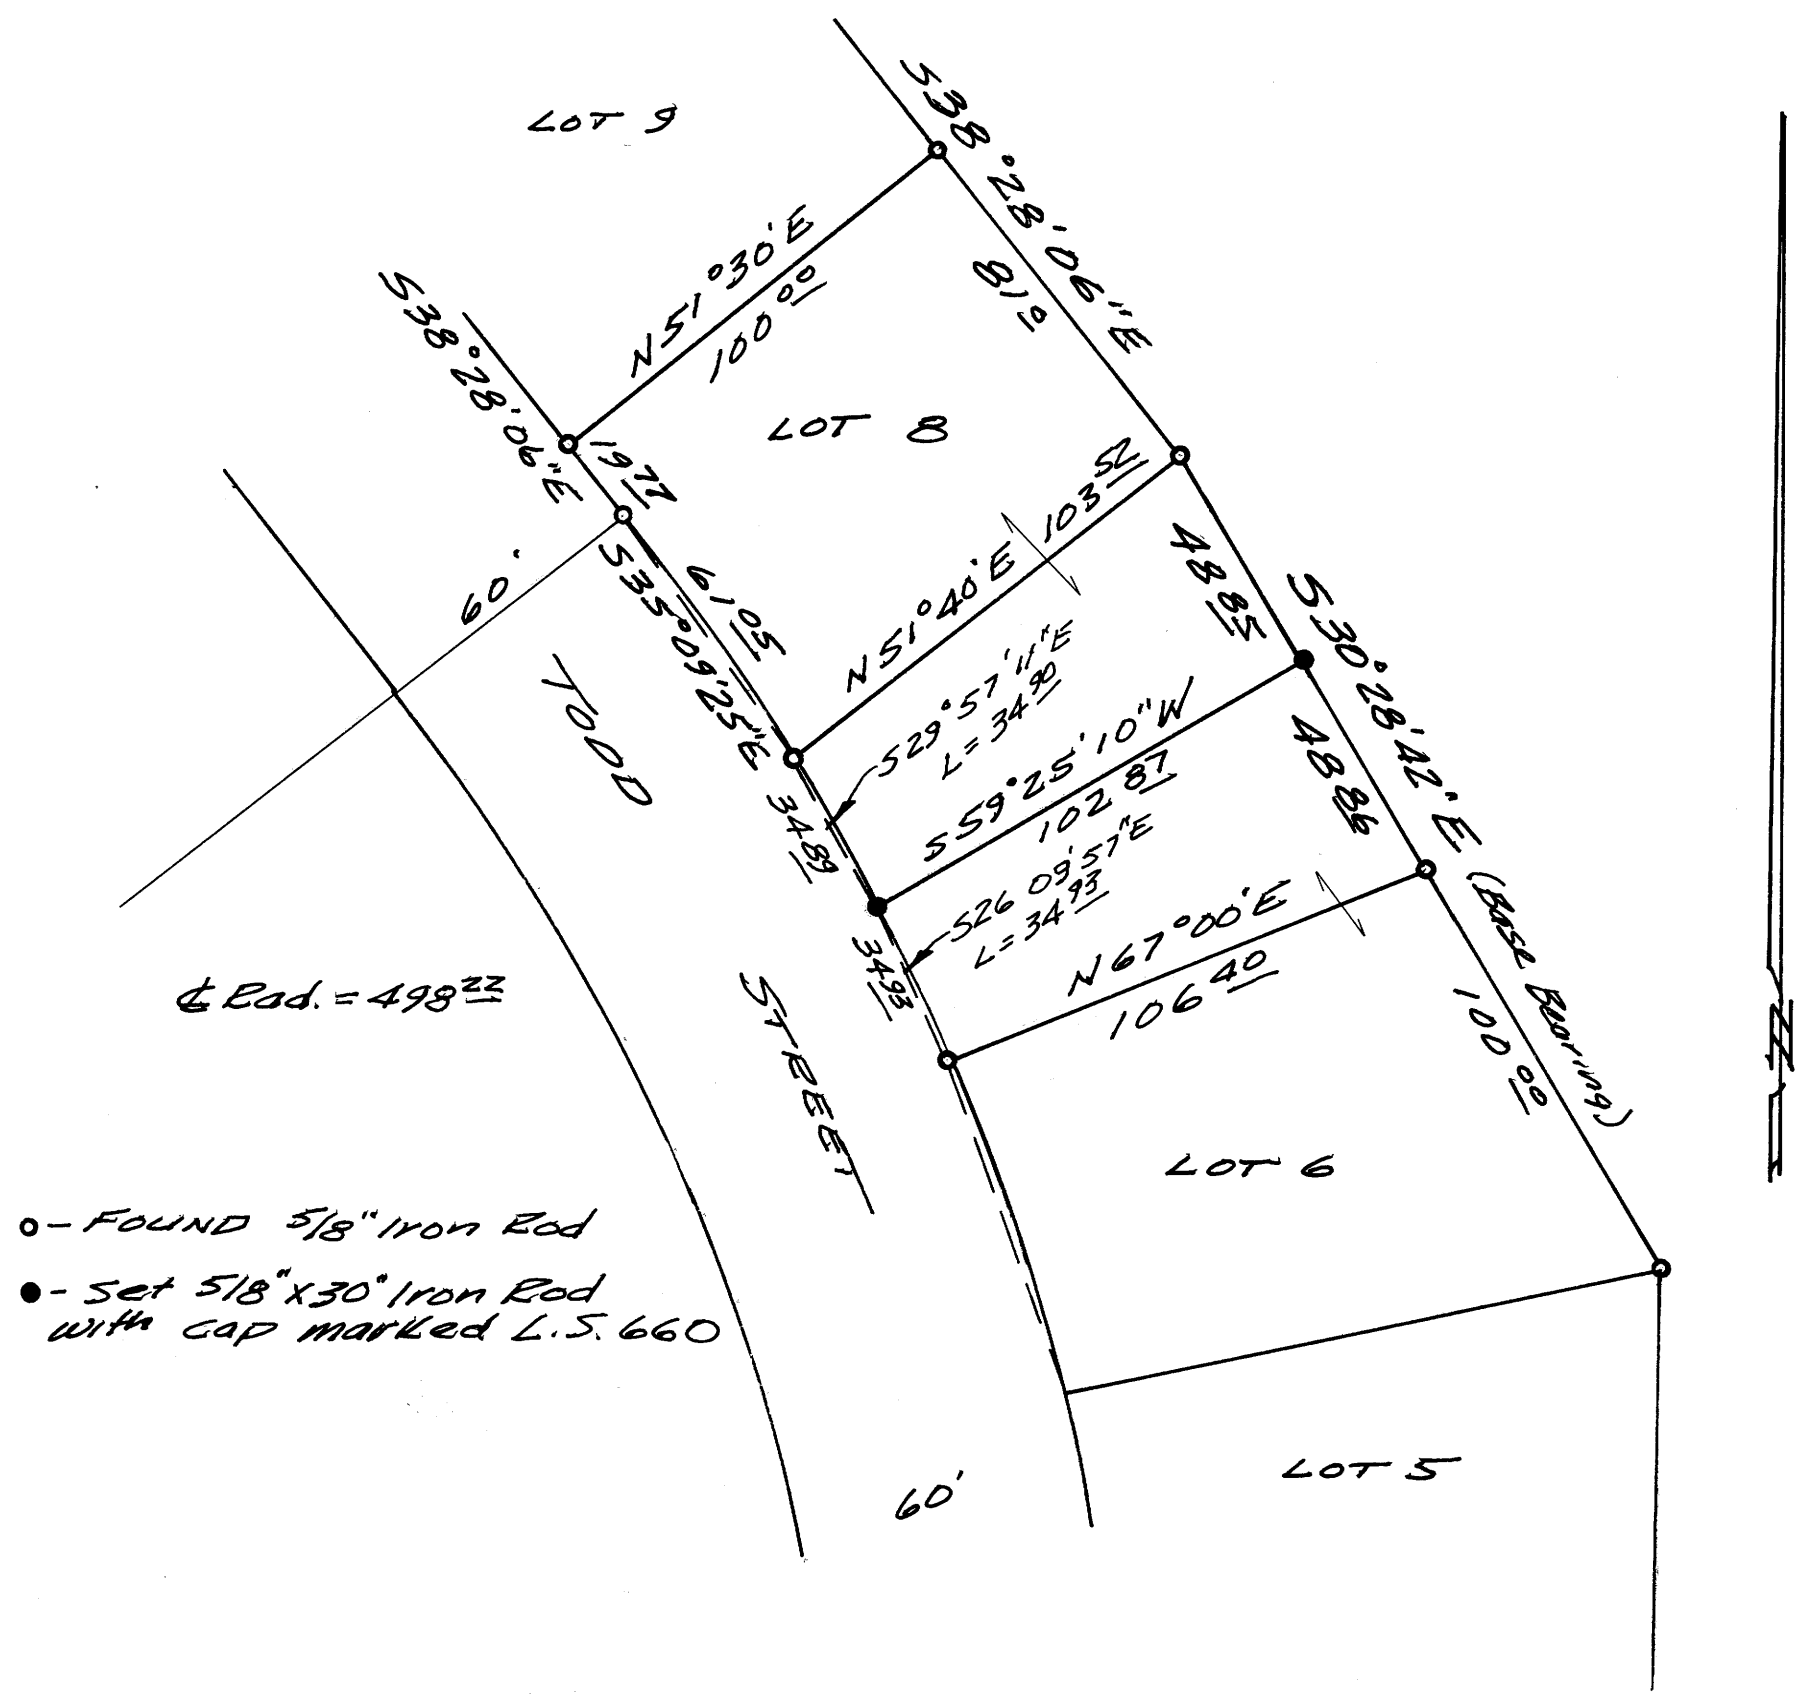 LOT 9
S38°28'06"E
81.0
N51°30'E
100.00
S38°28'06"E
19.77
LOT 8
60'
S35°09'25"E
61.05
N51°40'E 103.52
48.85
S30°28'42"E (Base Bearing)
S29°57'11"E
L=34.90
34.89
S59°25'10"W
102.87
48.86
S26 09'57"E
L=34.93
34.93
N67°00'E
106.40
100.00
TODD
STREET
℄ Rad. = 498.22
N
LOT 6
o - FOUND 5/8" Iron Rod
● - Set 5/8"x30" Iron Rod
with cap marked L.S. 660
LOT 5
60'